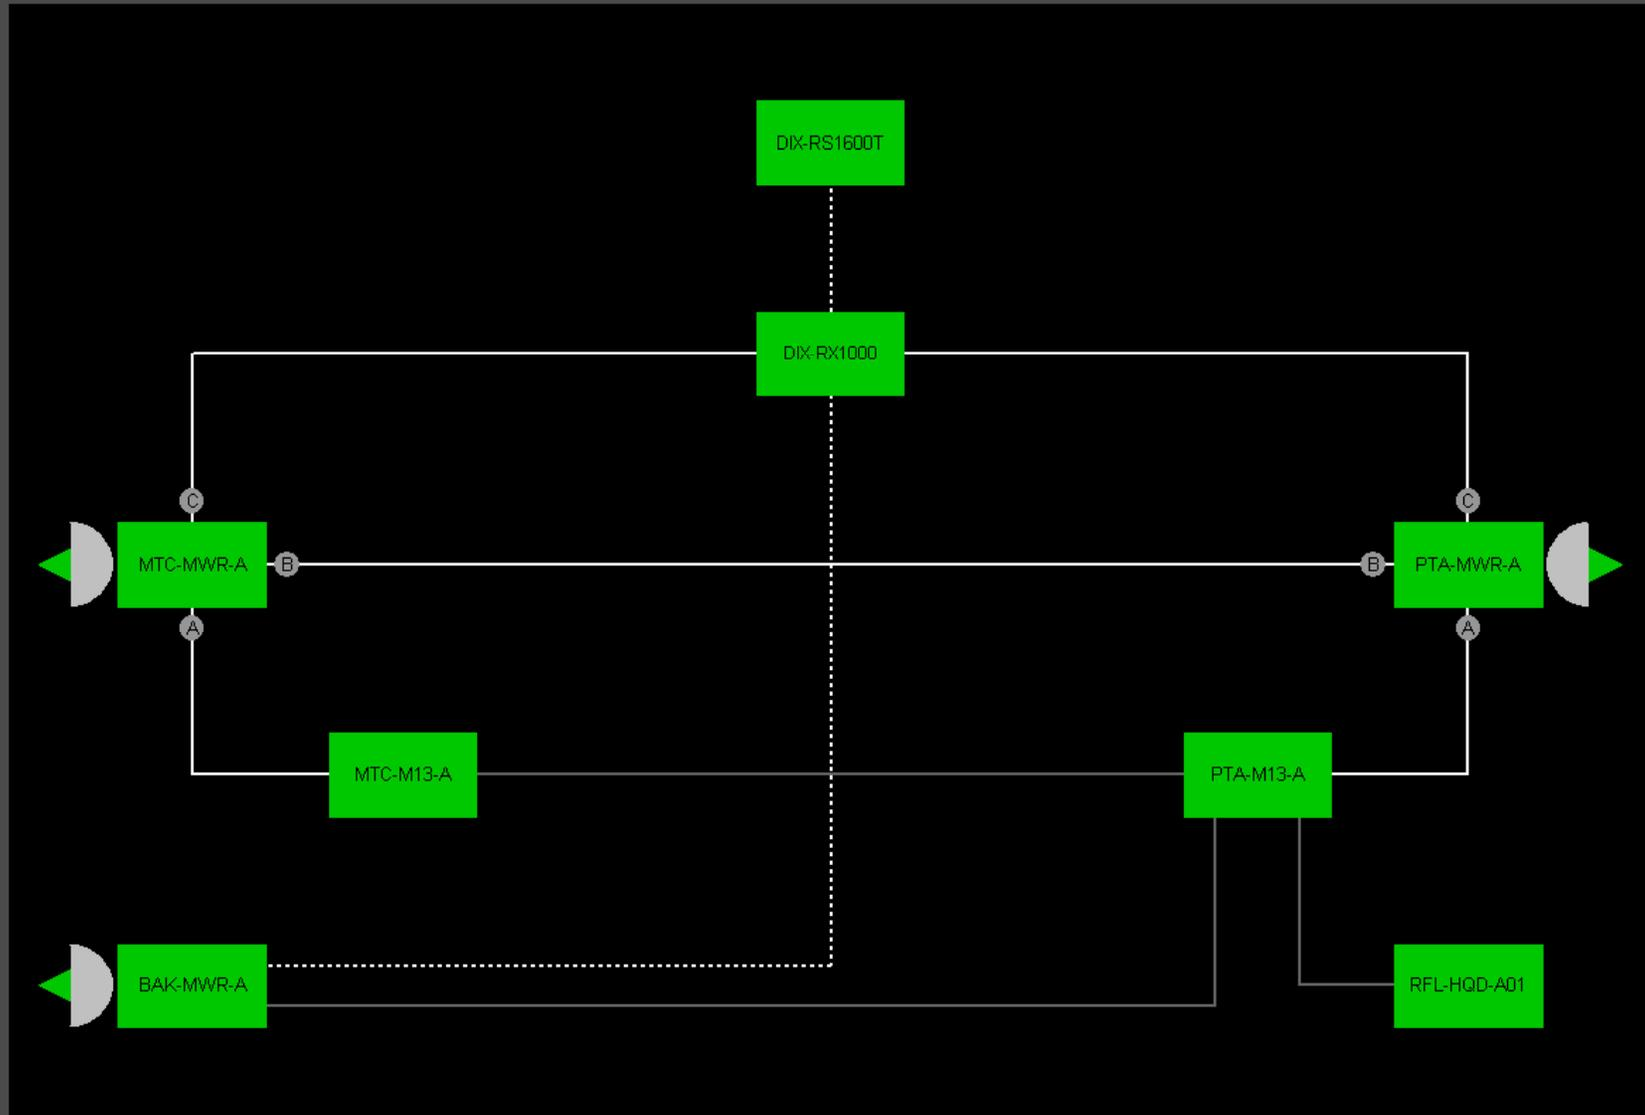 DIX-RS1600T
DIX-RX1000
C
C
MTC-MWR-A
B
B
PTA-MWR-A
A
A
MTC-M13-A
PTA-M13-A
BAK-MWR-A
RFL-HQD-A01